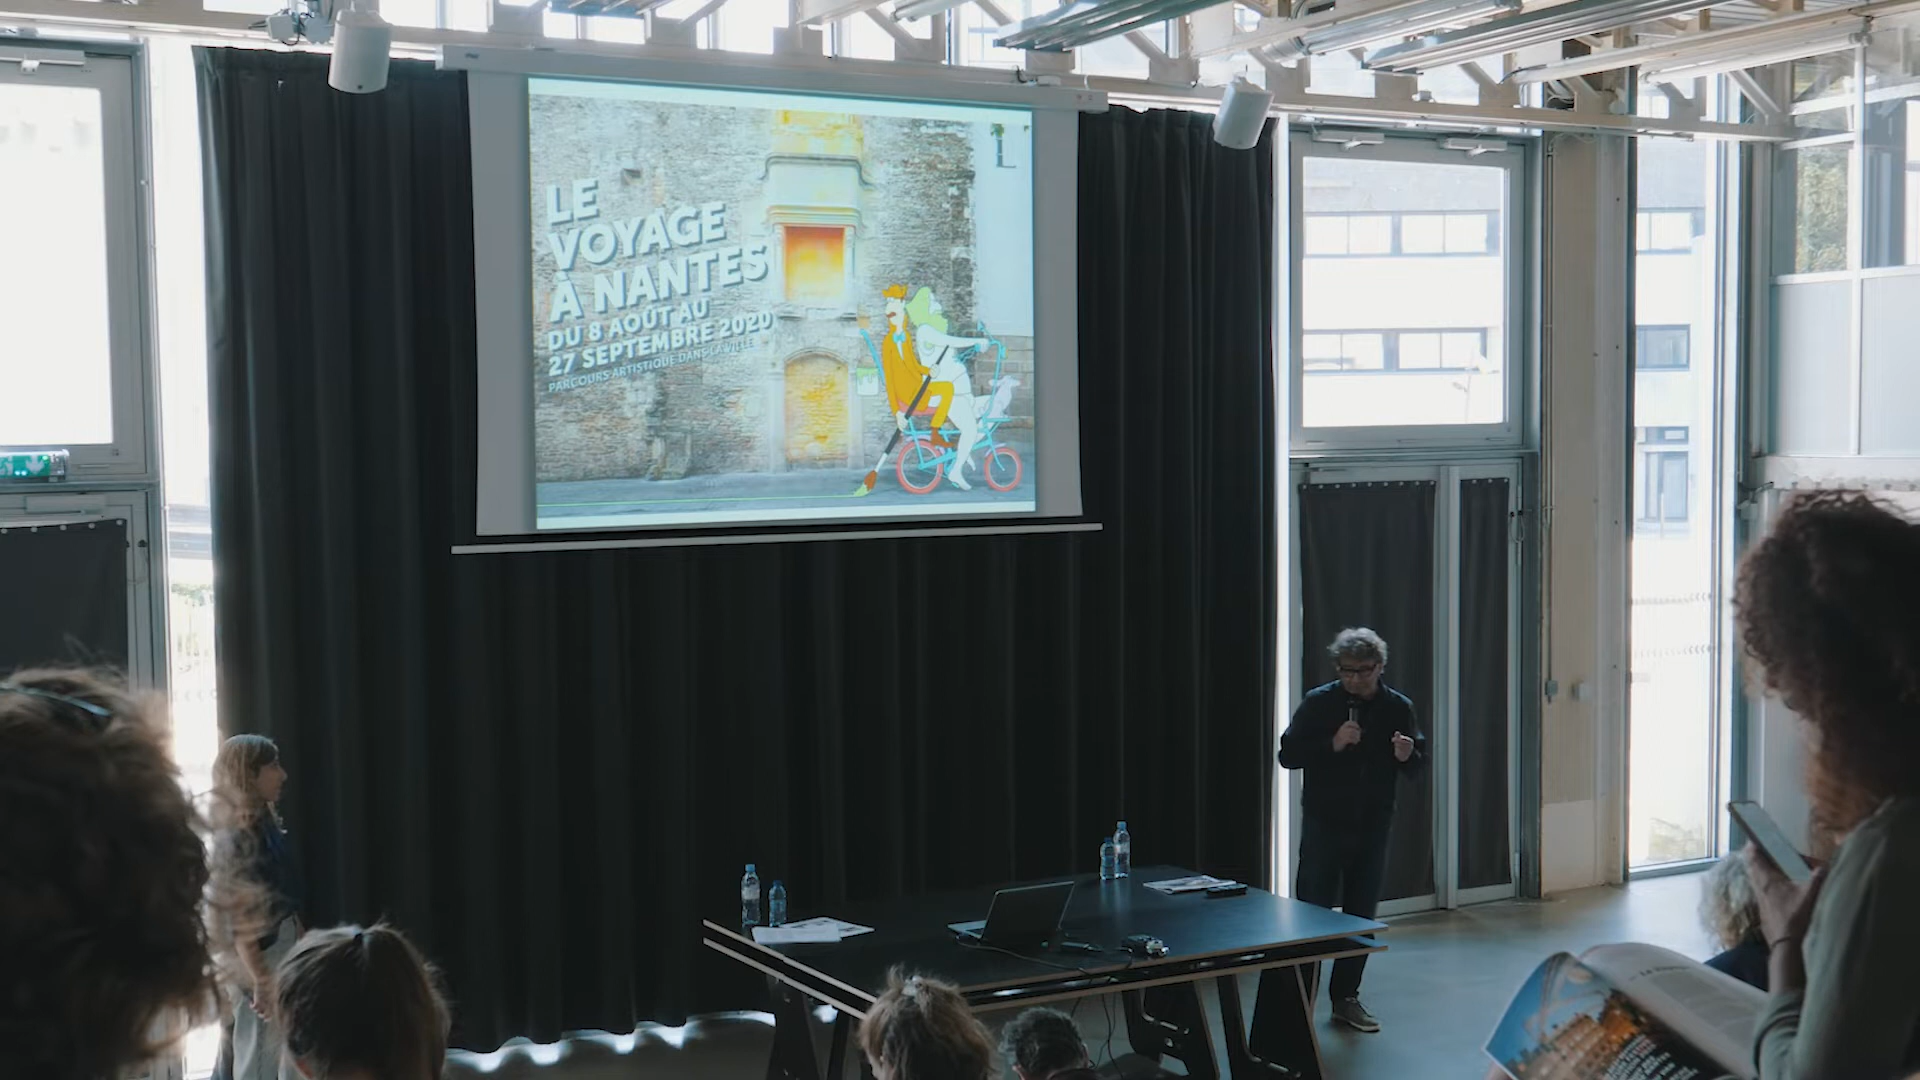 LE
VOYAGE
À NANTES
DU 8 AOÛT AU
27 SEPTEMBRE 2020
PARCOURS ARTISTIQUE DANS LA VILLE